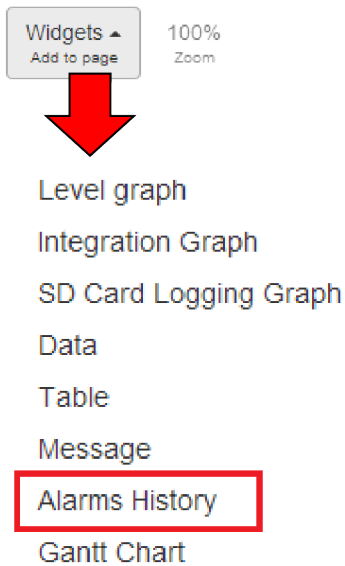 Widgets ▲ 100%
Add to page Zoom
Level graph
Integration Graph
SD Card Logging Graph
Data
Table
Message
Alarms History
Gantt Chart